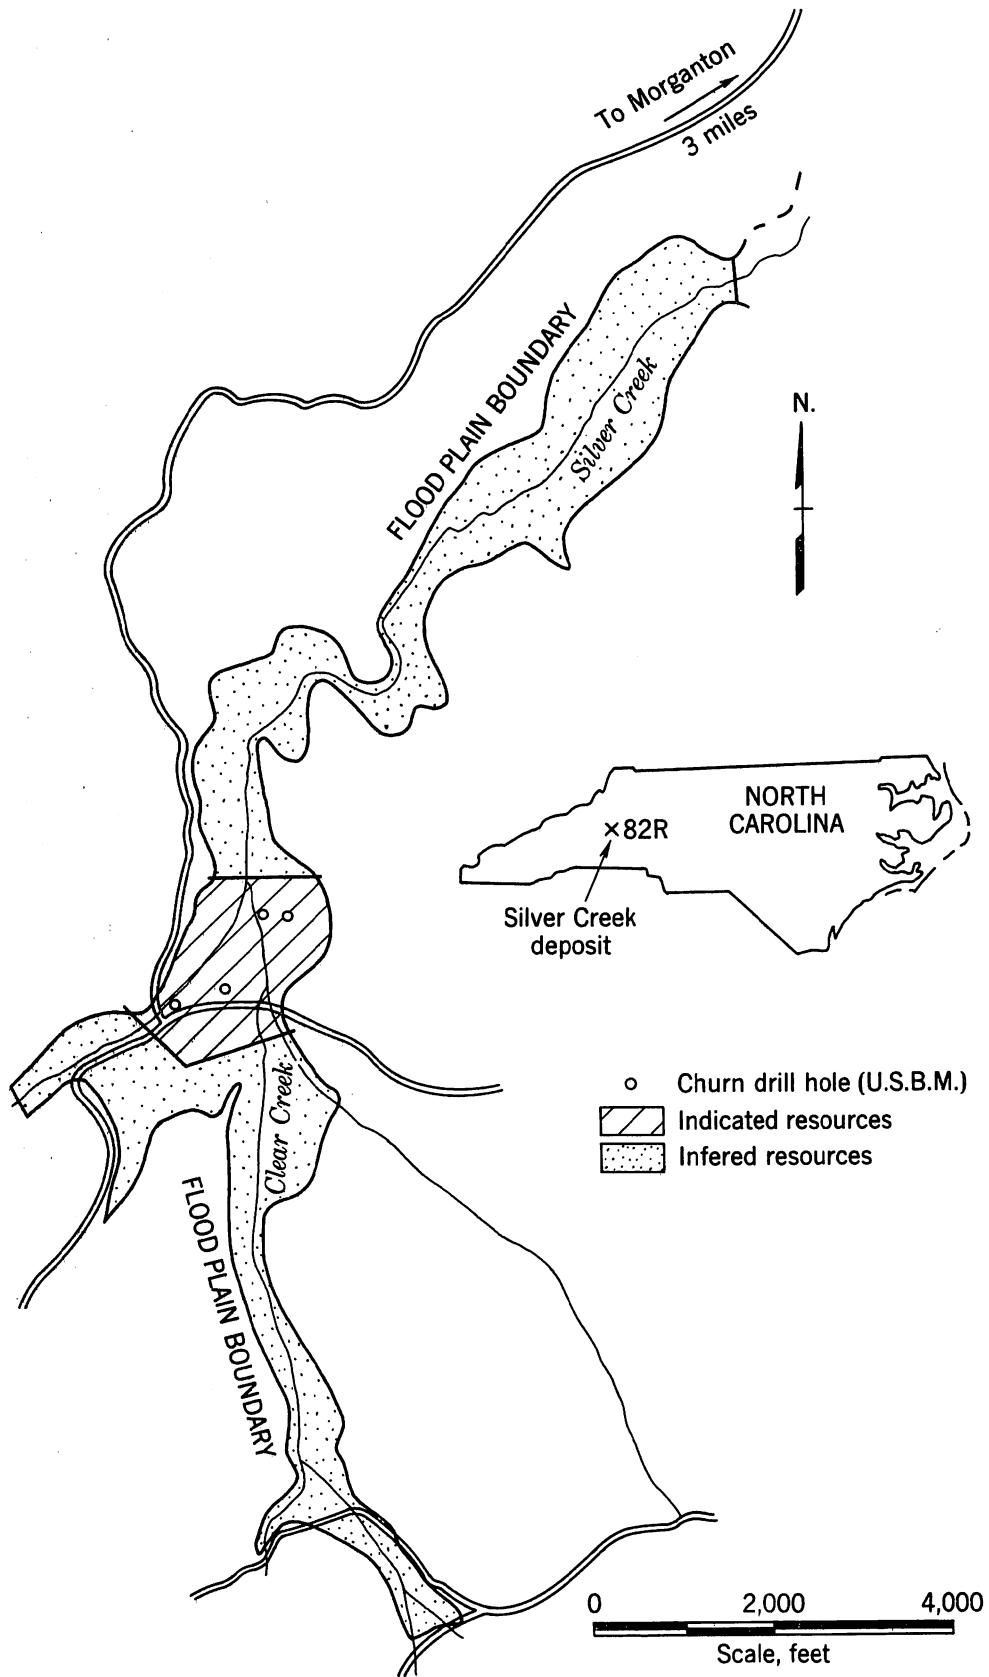 To Morganton
3 miles
FLOOD PLAIN BOUNDARY
Silver Creek
N.
NORTH
CAROLINA
×82R
Silver Creek
deposit
Clear Creek
Churn drill hole (U.S.B.M.)
Indicated resources
Infered resources
FLOOD PLAIN BOUNDARY
0 2,000 4,000
Scale, feet